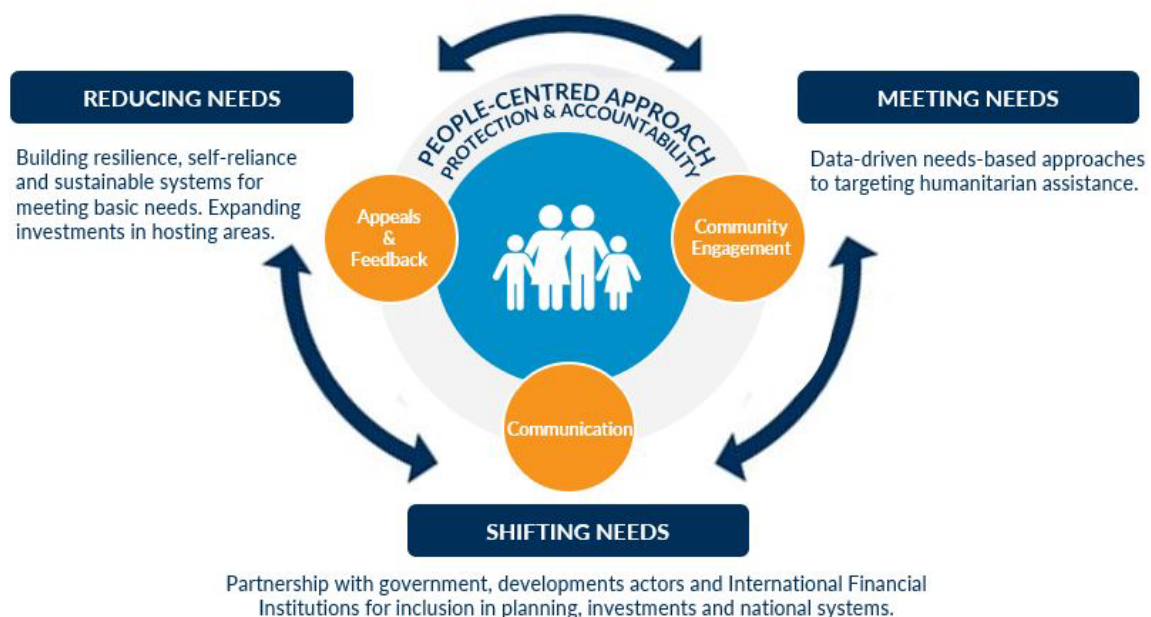 PEOPLE-CENTRED APPROACH
PROTECTION & ACCOUNTABILITY
REDUCING NEEDS
Building resilience, self-reliance
and sustainable systems for
meeting basic needs. Expanding
investments in hosting areas.
MEETING NEEDS
Data-driven needs-based approaches
to targeting humanitarian assistance.
Appeals
&
Feedback
Community
Engagement
Communication
SHIFTING NEEDS
Partnership with government, developments actors and International Financial
Institutions for inclusion in planning, investments and national systems.